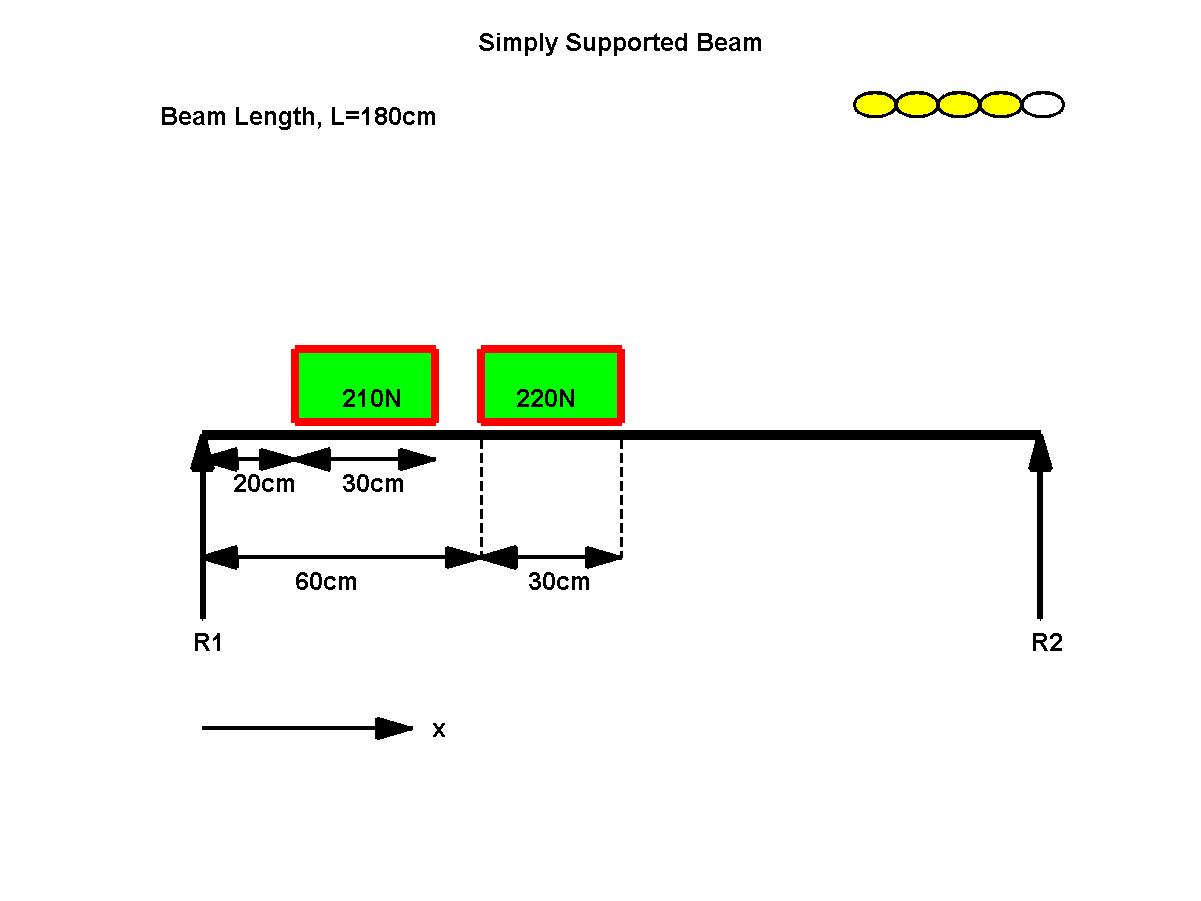 Simply Supported Beam
Beam Length, L=180cm
210N
220N
20cm
30cm
60cm
30cm
R1
R2
x